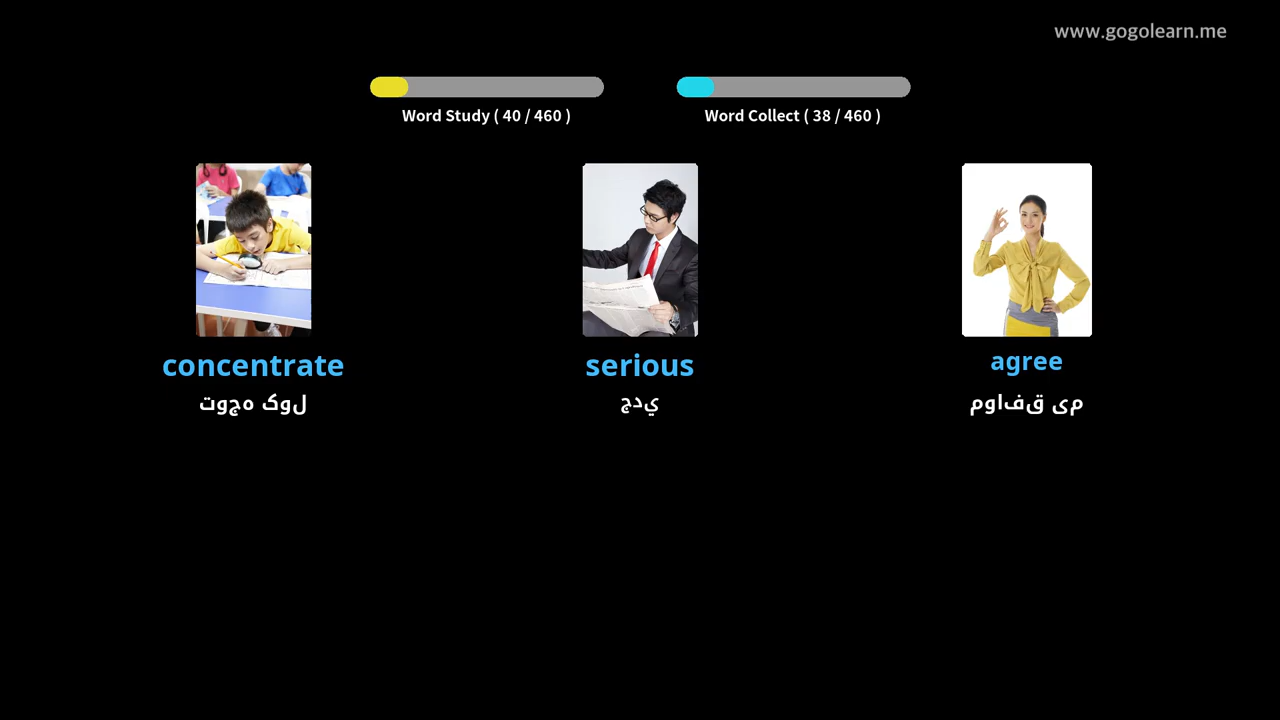 www.gogolearn.me
Word Study ( 40 / 460 )
Word Collect ( 38 / 460 )
concentrate
serious
agree
لوک هجوت
يدج
می قفاوم